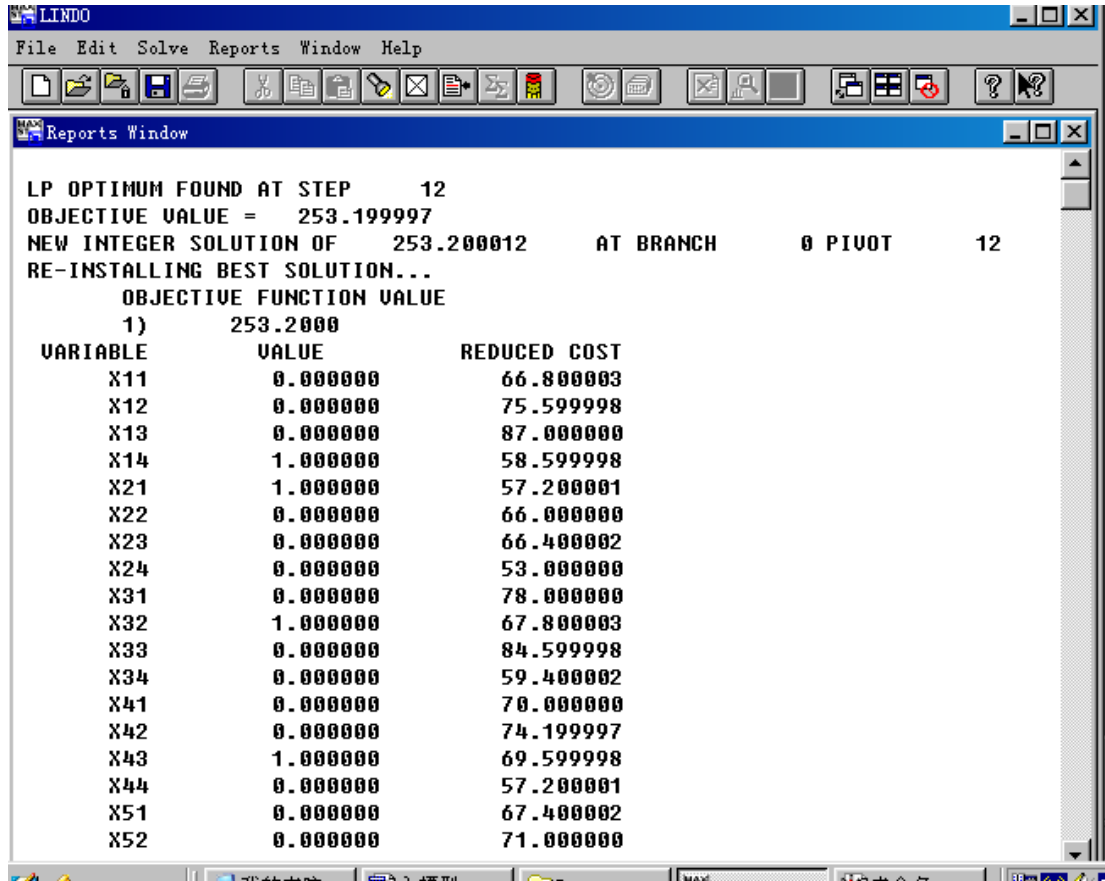 LINDO
File Edit Solve Reports Window Help
Reports Window
LP OPTIMUM FOUND AT STEP 12
OBJECTIVE VALUE = 253.199997
NEW INTEGER SOLUTION OF 253.200012 AT BRANCH 0 PIVOT 12
RE-INSTALLING BEST SOLUTION...
OBJECTIVE FUNCTION VALUE
1) 253.2000
VARIABLE VALUE REDUCED COST
X11 0.000000 66.800003
X12 0.000000 75.599998
X13 0.000000 87.000000
X14 1.000000 58.599998
X21 1.000000 57.200001
X22 0.000000 66.000000
X23 0.000000 66.400002
X24 0.000000 53.000000
X31 0.000000 78.000000
X32 1.000000 67.800003
X33 0.000000 84.599998
X34 0.000000 59.400002
X41 0.000000 70.000000
X42 0.000000 74.199997
X43 1.000000 69.599998
X44 0.000000 57.200001
X51 0.000000 67.400002
X52 0.000000 71.000000